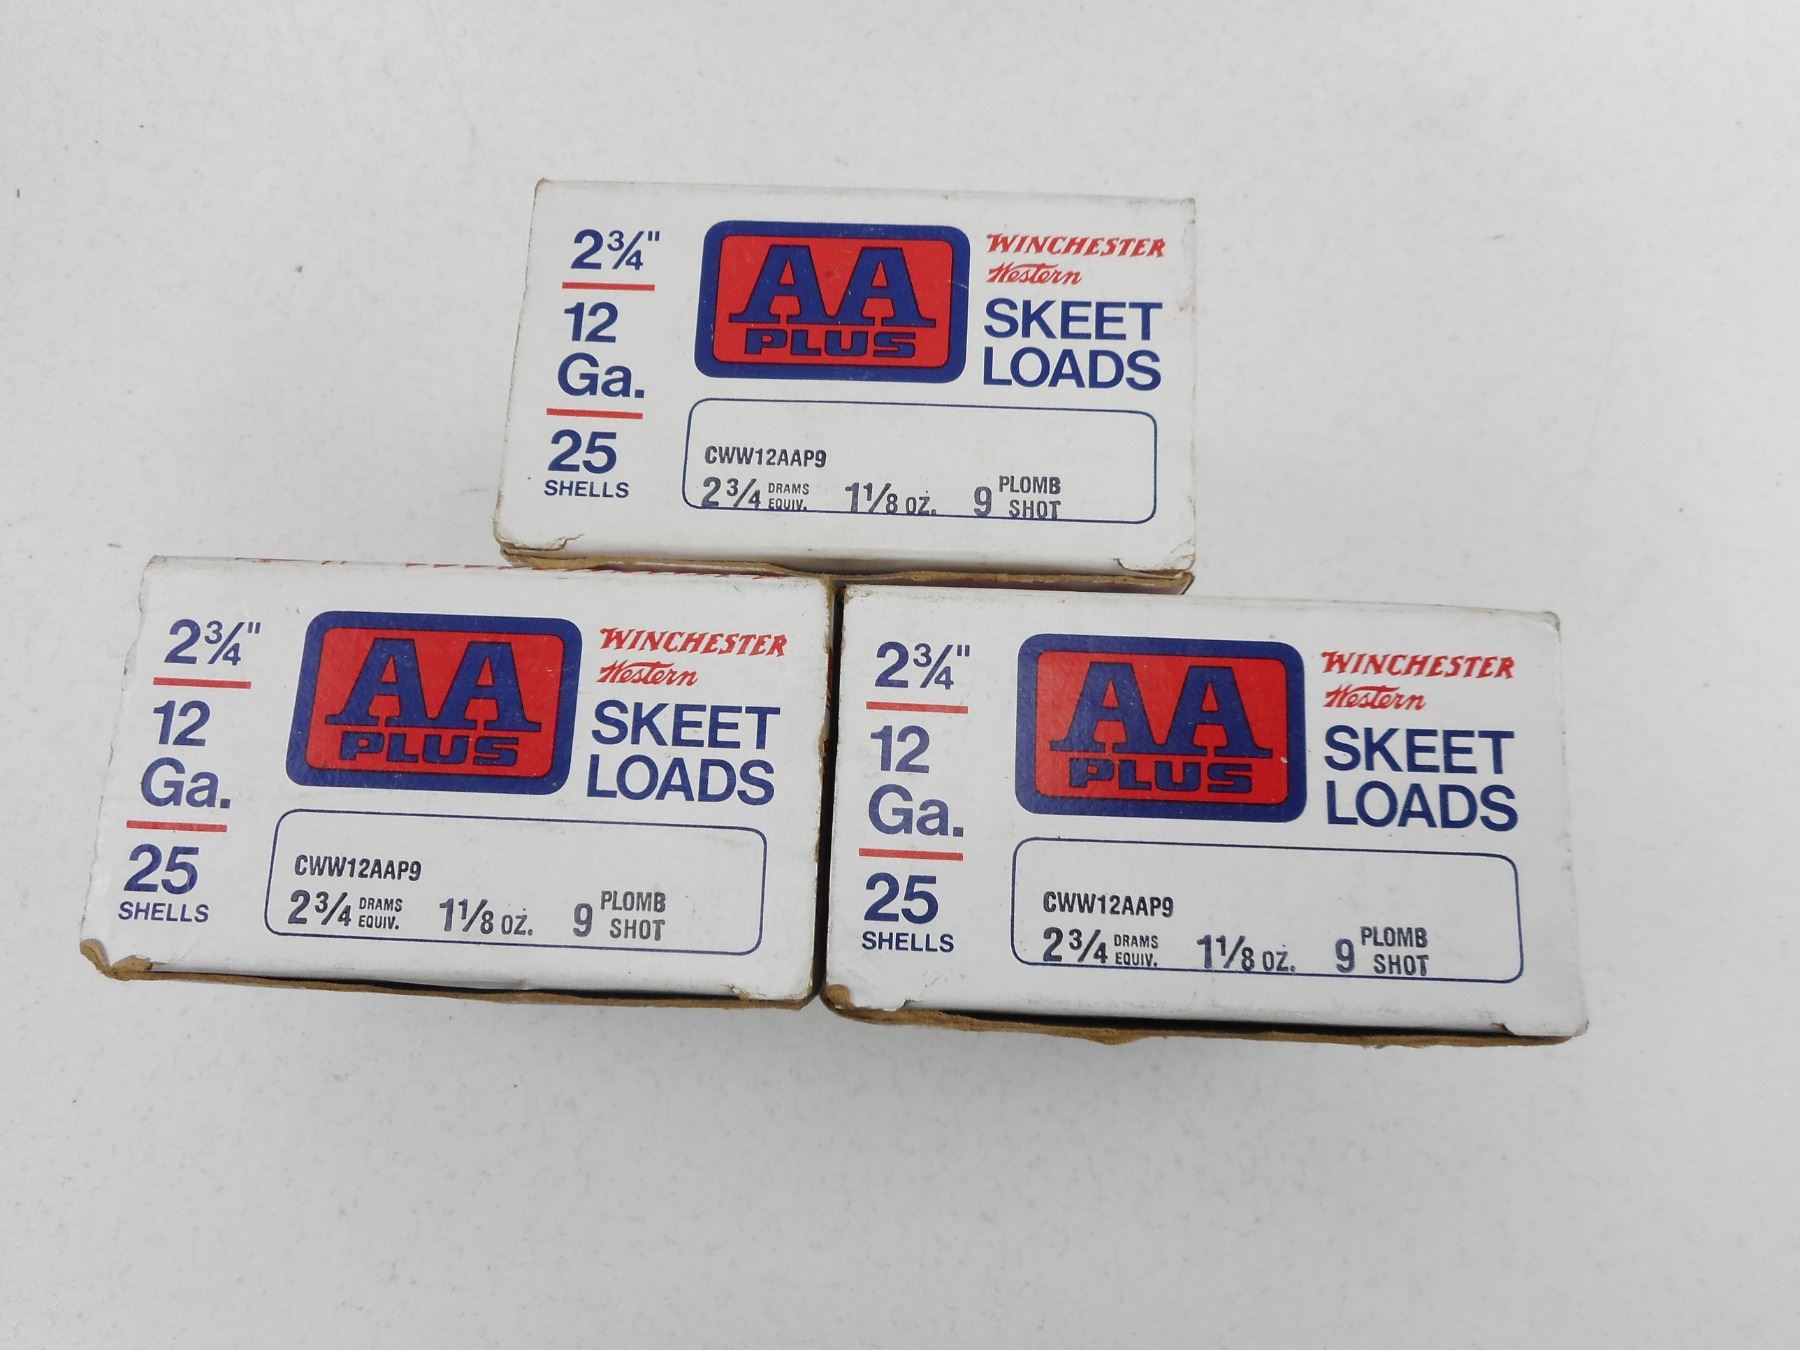 2¾"
12
Ga.
25
SHELLS
AA
PLUS
WINCHESTER
Western
SKEET
LOADS
CWW12AAP9
2¾ DRAMS EQUIV. 1⅛ OZ. 9 PLOMB SHOT
2¾"
12
Ga.
25
SHELLS
AA
PLUS
WINCHESTER
Western
SKEET
LOADS
CWW12AAP9
2¾ DRAMS EQUIV. 1⅛ OZ. 9 PLOMB SHOT
2¾"
12
Ga.
25
SHELLS
AA
PLUS
WINCHESTER
Western
SKEET
LOADS
CWW12AAP9
2¾ DRAMS EQUIV. 1⅛ OZ. 9 PLOMB SHOT